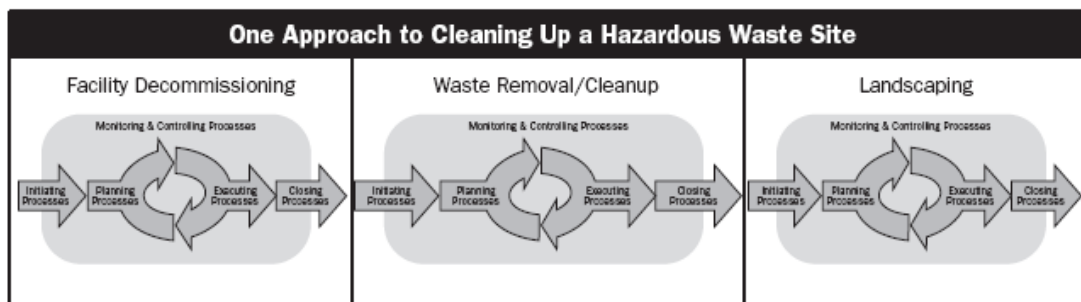 One Approach to Cleaning Up a Hazardous Waste Site
Facility Decommissioning
Monitoring & Controlling Processes
Initiating
Processes
Planning
Processes
Executing
Processes
Closing
Processes
Waste Removal/Cleanup
Monitoring & Controlling Processes
Initiating
Processes
Planning
Processes
Executing
Processes
Closing
Processes
Landscaping
Monitoring & Controlling Processes
Initiating
Processes
Planning
Processes
Executing
Processes
Closing
Processes